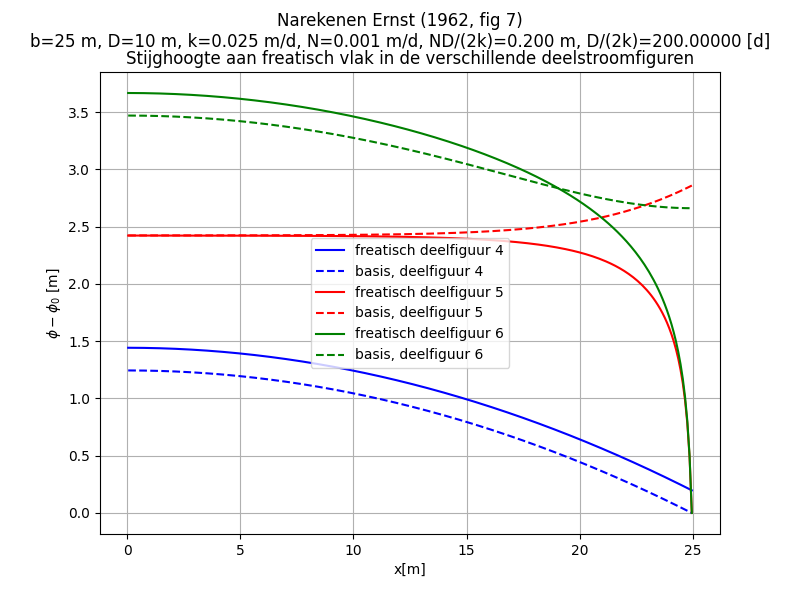 Narekenen Ernst (1962, fig 7)
b=25 m, D=10 m, k=0.025 m/d, N=0.001 m/d, ND/(2k)=0.200 m, D/(2k)=200.00000 [d]
Stijghoogte aan freatisch vlak in de verschillende deelstroomfiguren
ϕ − ϕ₀ [m]
3.5
3.0
2.5
2.0
1.5
1.0
0.5
0.0
freatisch deelfiguur 4
basis, deelfiguur 4
freatisch deelfiguur 5
basis, deelfiguur 5
freatisch deelfiguur 6
basis, deelfiguur 6
0 5 10 15 20 25
x[m]